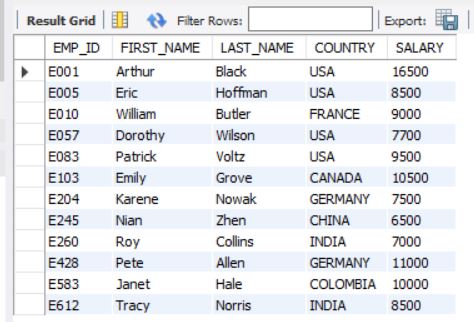 Result Grid Filter Rows: Export:
EMP_ID FIRST_NAME LAST_NAME COUNTRY SALARY
E001 Arthur Black USA 16500
E005 Eric Hoffman USA 8500
E010 William Butler FRANCE 9000
E057 Dorothy Wilson USA 7700
E083 Patrick Voltz USA 9500
E103 Emily Grove CANADA 10500
E204 Karene Nowak GERMANY 7500
E245 Nian Zhen CHINA 6500
E260 Roy Collins INDIA 7000
E428 Pete Allen GERMANY 11000
E583 Janet Hale COLOMBIA 10000
E612 Tracy Norris INDIA 8500